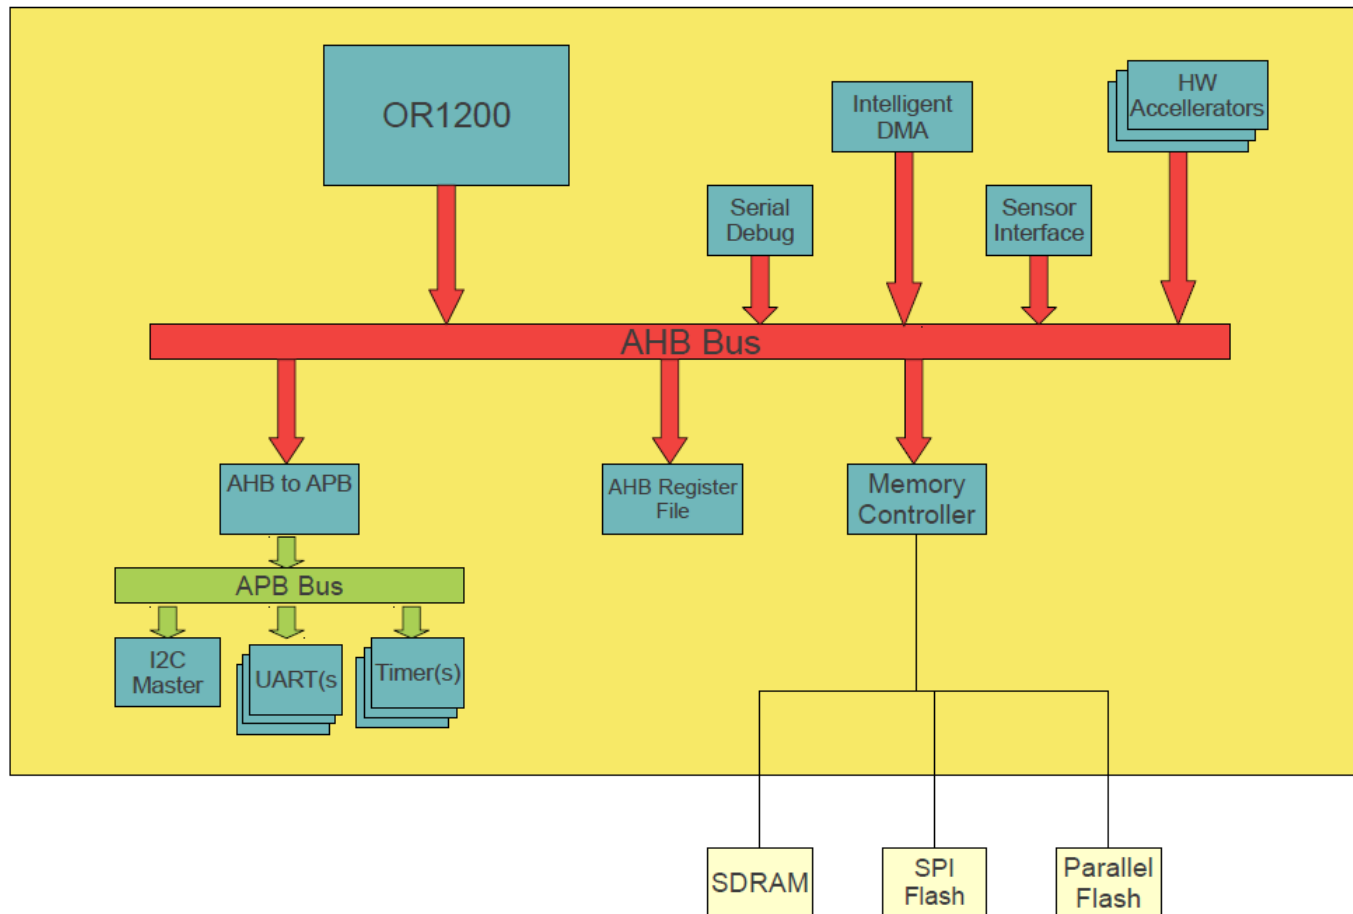 OR1200
Intelligent
DMA
HW
Accellerators
Serial
Debug
Sensor
Interface
AHB Bus
AHB to APB
AHB Register
File
Memory
Controller
APB Bus
I2C
Master
UART(s
Timer(s)
SDRAM
SPI
Flash
Parallel
Flash